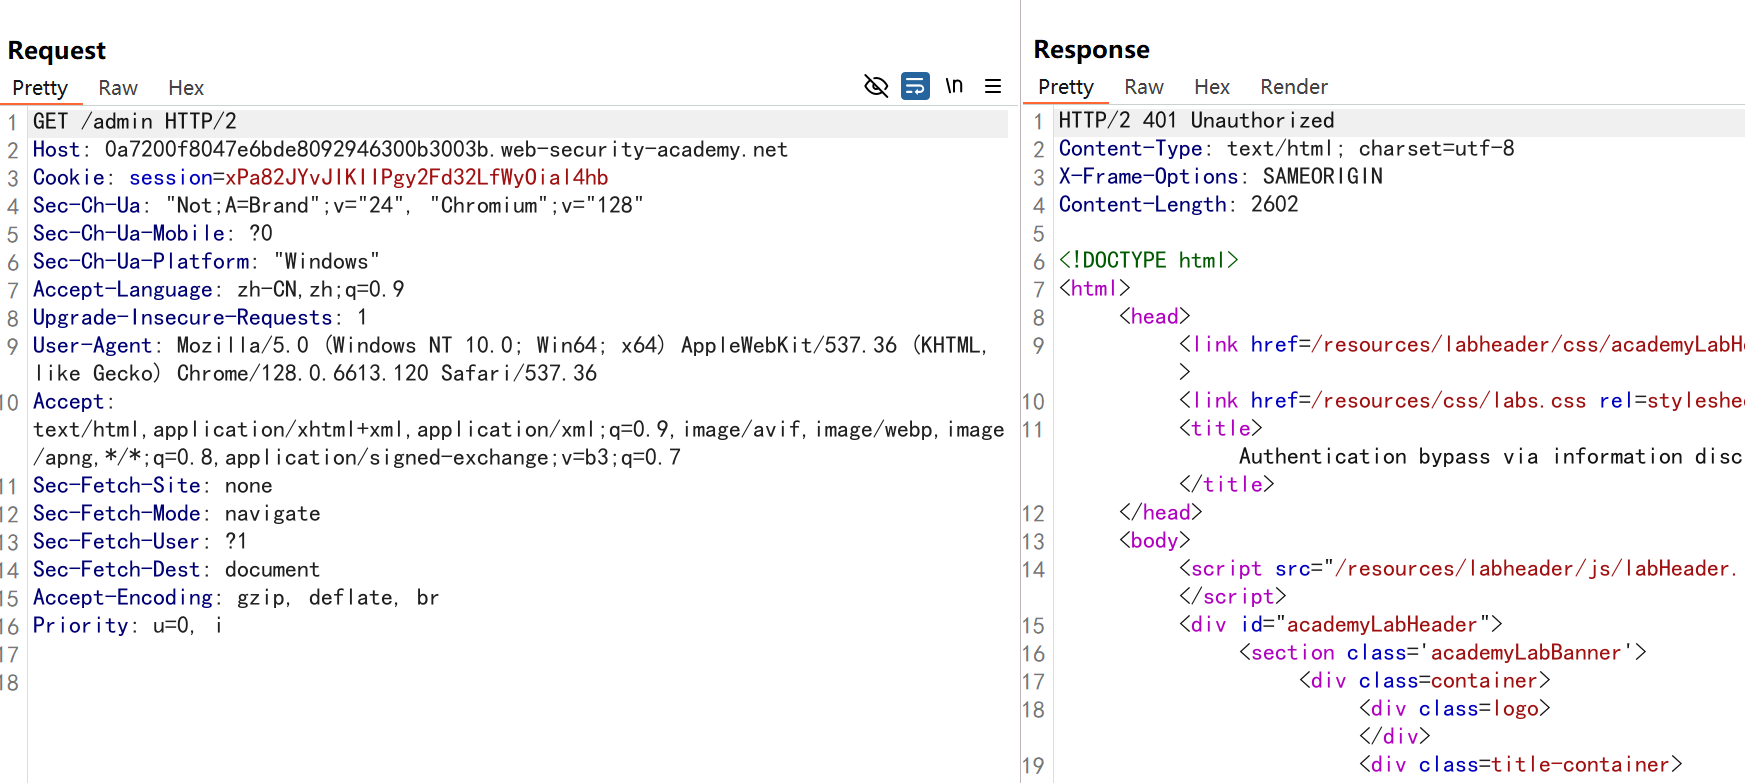 Request
Pretty Raw Hex
\n
1 GET /admin HTTP/2
2 Host: 0a7200f8047e6bde8092946300b3003b.web-security-academy.net
3 Cookie: session=xPa82JYvJIKIlPgy2Fd32LfWyOial4hb
4 Sec-Ch-Ua: "Not;A=Brand";v="24", "Chromium";v="128"
5 Sec-Ch-Ua-Mobile: ?0
6 Sec-Ch-Ua-Platform: "Windows"
7 Accept-Language: zh-CN,zh;q=0.9
8 Upgrade-Insecure-Requests: 1
9 User-Agent: Mozilla/5.0 (Windows NT 10.0; Win64; x64) AppleWebKit/537.36 (KHTML,
like Gecko) Chrome/128.0.6613.120 Safari/537.36
10 Accept:
text/html,application/xhtml+xml,application/xml;q=0.9,image/avif,image/webp,image
/apng,*/*;q=0.8,application/signed-exchange;v=b3;q=0.7
11 Sec-Fetch-Site: none
12 Sec-Fetch-Mode: navigate
13 Sec-Fetch-User: ?1
14 Sec-Fetch-Dest: document
15 Accept-Encoding: gzip, deflate, br
16 Priority: u=0, i
17
18
Response
Pretty Raw Hex Render
1 HTTP/2 401 Unauthorized
2 Content-Type: text/html; charset=utf-8
3 X-Frame-Options: SAMEORIGIN
4 Content-Length: 2602
5
6 <!DOCTYPE html>
7 <html>
8 <head>
9 <link href=/resources/labheader/css/academyLabH
>
10 <link href=/resources/css/labs.css rel=styleshe
11 <title>
Authentication bypass via information disc
</title>
12 </head>
13 <body>
14 <script src="/resources/labheader/js/labHeader.
</script>
15 <div id="academyLabHeader">
16 <section class='academyLabBanner'>
17 <div class=container>
18 <div class=logo>
</div>
19 <div class=title-container>